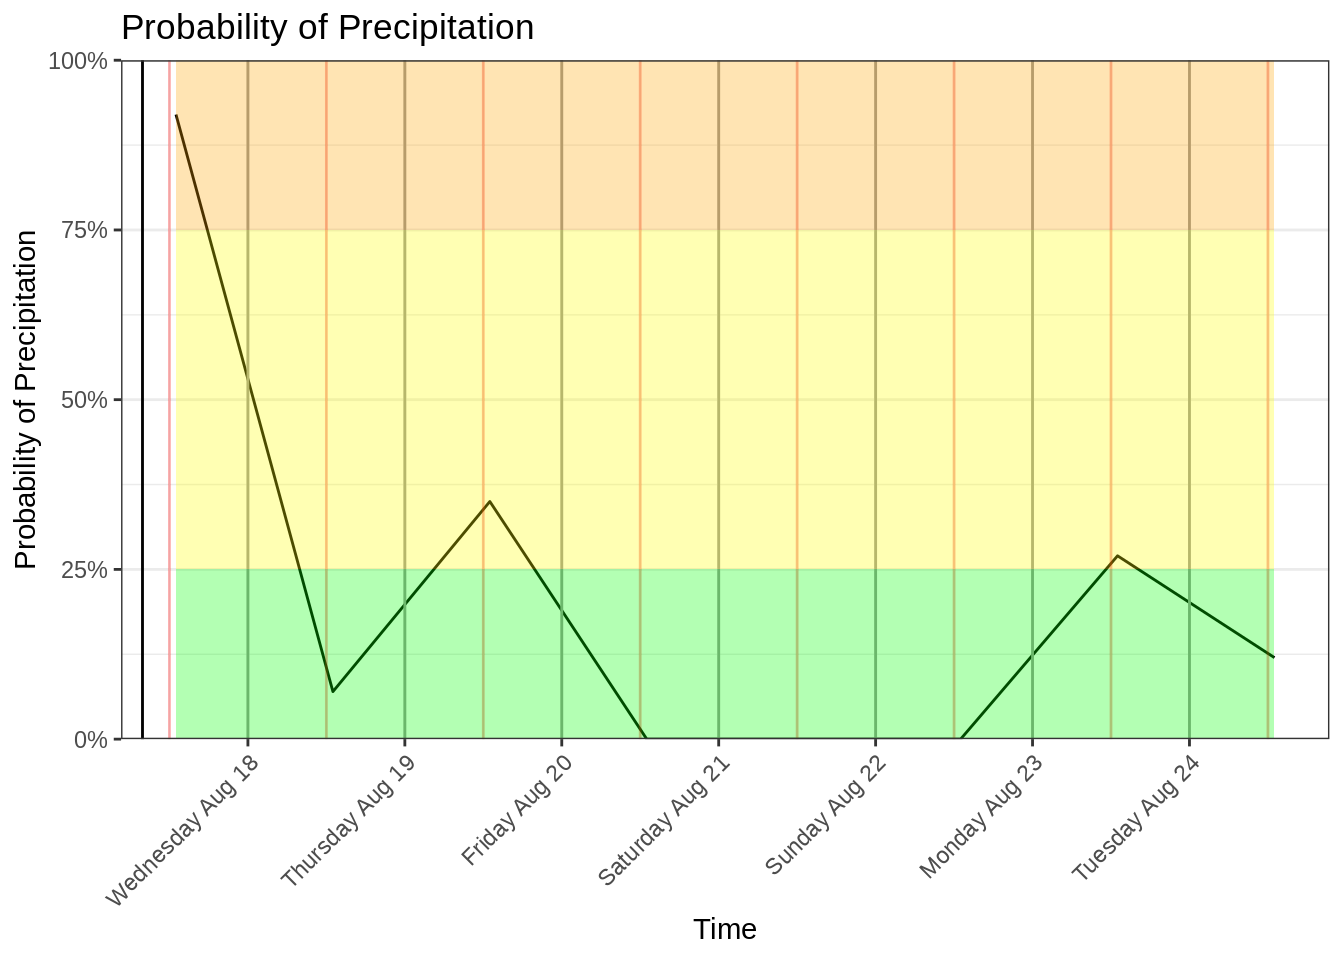 Probability of Precipitation
Probability of Precipitation
100%
75%
50%
25%
0%
Wednesday Aug 18
Thursday Aug 19
Friday Aug 20
Saturday Aug 21
Sunday Aug 22
Monday Aug 23
Tuesday Aug 24
Time